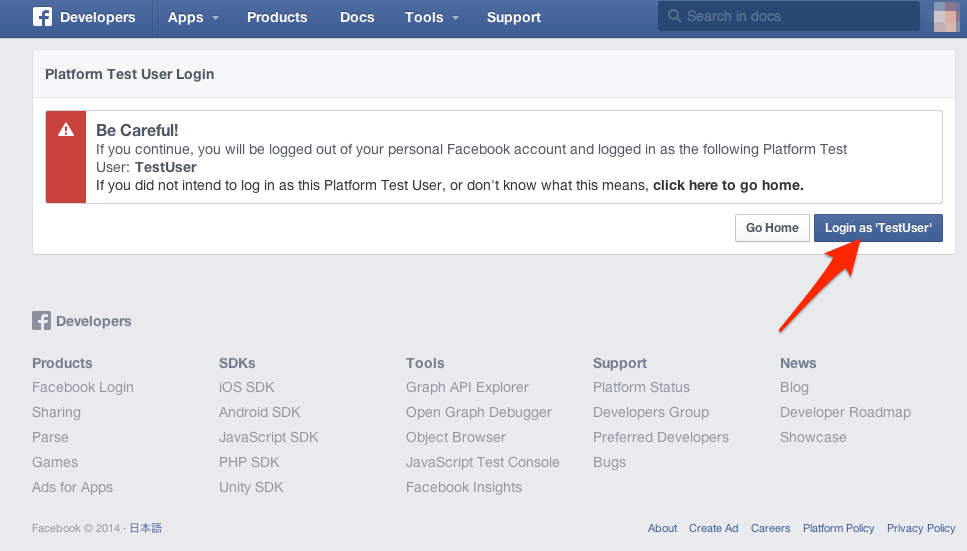 Developers Apps Products Docs Tools Support Search in docs
Platform Test User Login
Be Careful!
If you continue, you will be logged out of your personal Facebook account and logged in as the following Platform Test
User: TestUser
If you did not intend to log in as this Platform Test User, or don't know what this means, click here to go home.
Go Home Login as 'TestUser'
Developers
Products SDKs Tools Support News
Facebook Login iOS SDK Graph API Explorer Platform Status Blog
Sharing Android SDK Open Graph Debugger Developers Group Developer Roadmap
Parse JavaScript SDK Object Browser Preferred Developers Showcase
Games PHP SDK JavaScript Test Console Bugs
Ads for Apps Unity SDK Facebook Insights
Facebook © 2014 · 日本語 About Create Ad Careers Platform Policy Privacy Policy